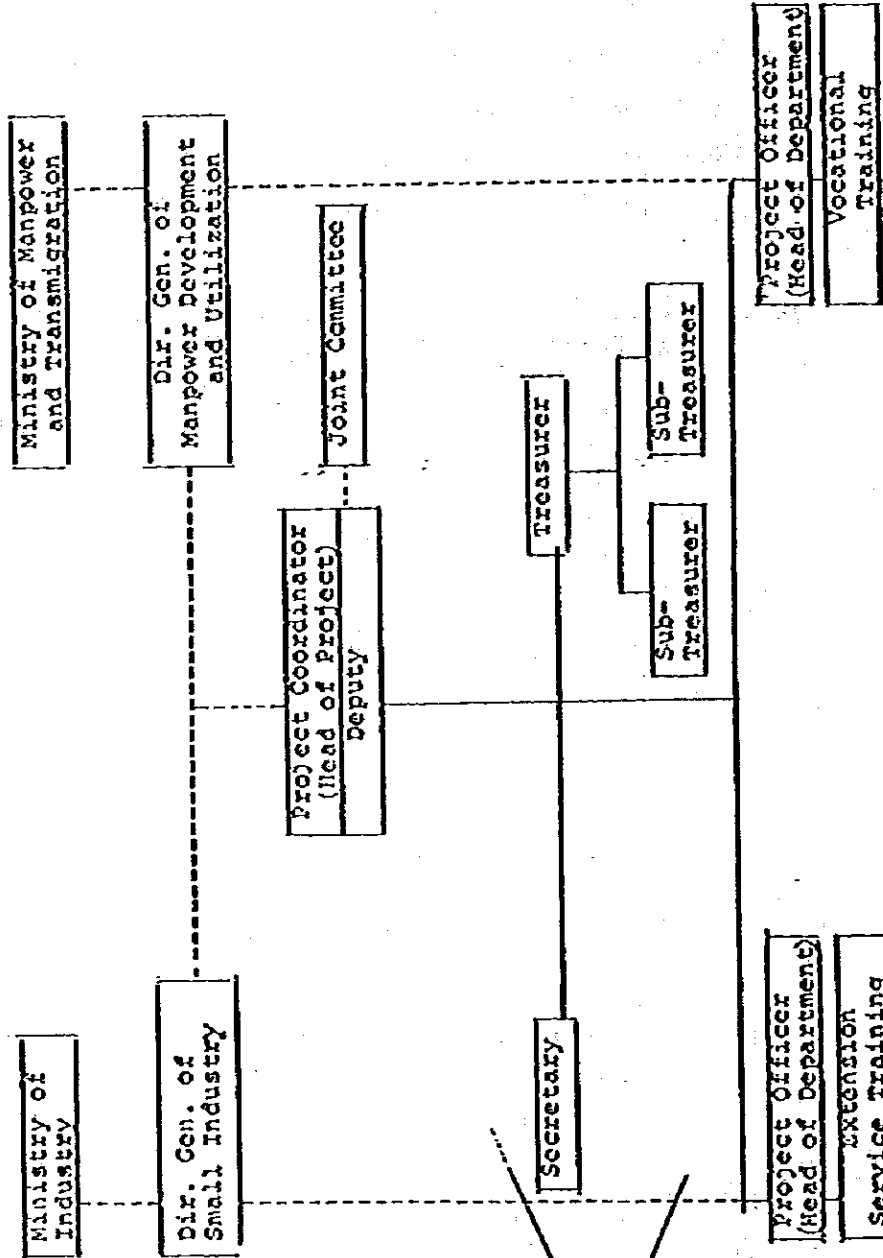 Ministry of
Industry
Ministry of Manpower
and Transmigration
Dir. Gen. of
Small Industry
Dir. Gen. of
Manpower Development
and Utilization
Project Coordinator
(Head of Project)
Deputy
Joint Committee
Secretary
Treasurer
Sub-
Treasurer
Sub-
Treasurer
Project Officer
(Head of Department)
Extension
Service Training
Project Officer
(Head of Department)
Vocational
Training